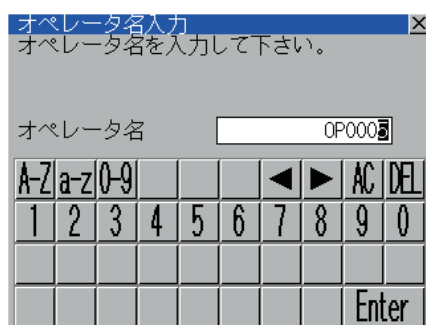 オペレータ名入力 ×
オペレータ名を入力して下さい。
オペレータ名 OP0005
A-Z a-z 0-9 ◀ ▶ AC DEL
1 2 3 4 5 6 7 8 9 0
Enter